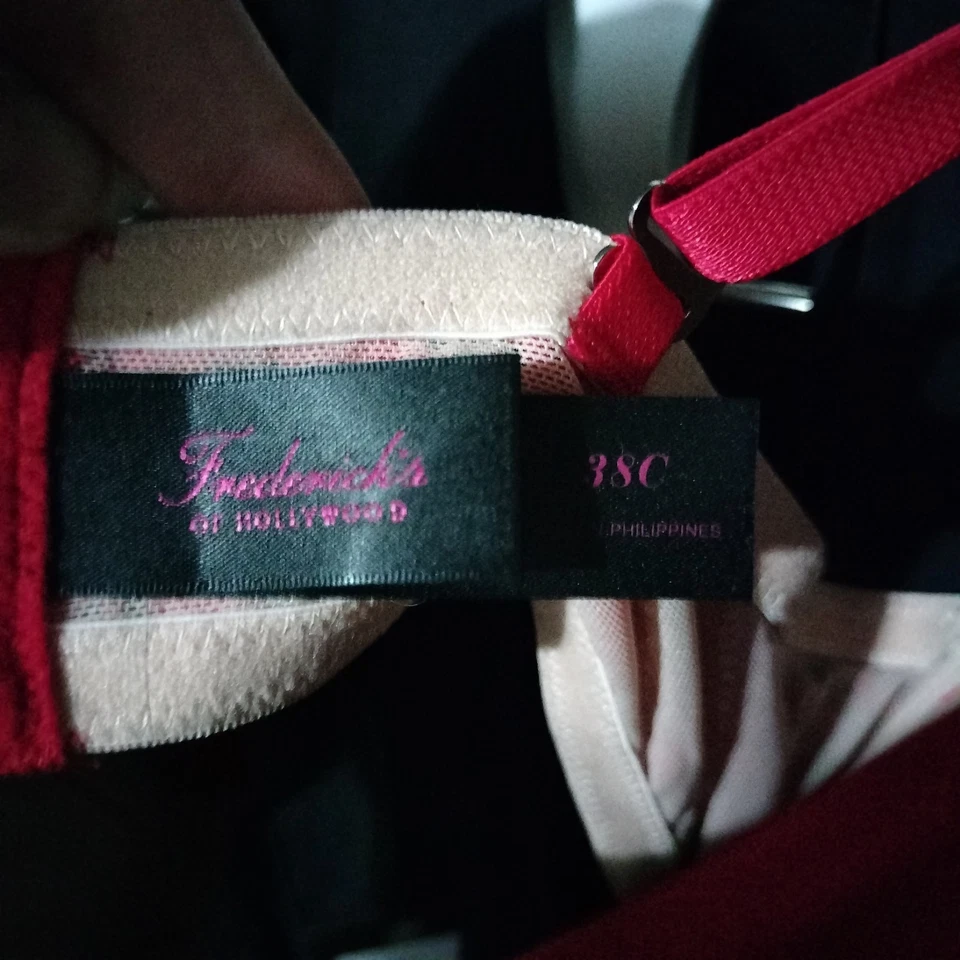 Frederick's
OF HOLLYWOOD
38C
PHILIPPINES